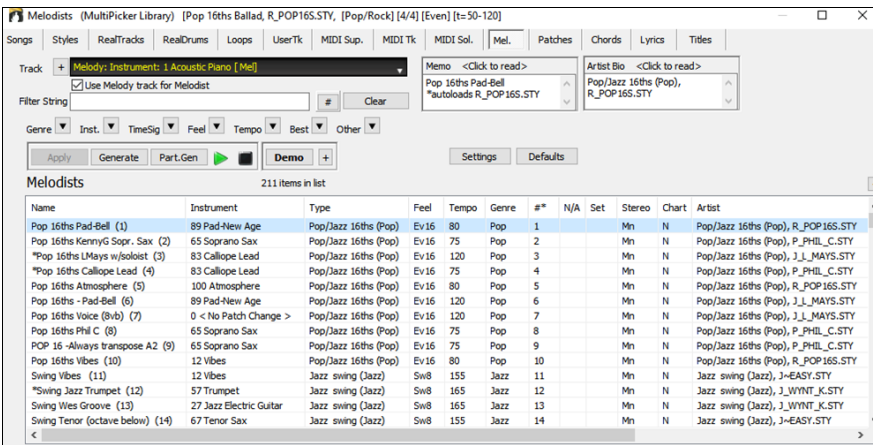 Melodists (MultiPicker Library) [Pop 16ths Ballad, R_POP16S.STY, [Pop/Rock] [4/4] [Even] [t=50-120]
Songs Styles RealTracks RealDrums Loops UserTk MIDI Sup. MIDI Tk MIDI Sol. Mel. Patches Chords Lyrics Titles
Track + Melody: Instrument: 1 Acoustic Piano [ Mel]
Use Melody track for Melodist
Filter String # Clear
Memo <Click to read>
Pop 16ths Pad-Bell
*autoloads R_POP16S.STY
Artist Bio <Click to read>
Pop/Jazz 16ths (Pop),
R_POP16S.STY
Genre Inst. TimeSig Feel Tempo Best Other
Apply Generate Part.Gen Demo + Settings Defaults
Melodists 211 items in list
Name Instrument Type Feel Tempo Genre #* N/A Set Stereo Chart Artist
Pop 16ths Pad-Bell (1) 89 Pad-New Age Pop/Jazz 16ths (Pop) Ev16 80 Pop 1 Mn N Pop/Jazz 16ths (Pop), R_POP16S.STY
Pop 16ths KennyG Sopr. Sax (2) 65 Soprano Sax Pop/Jazz 16ths (Pop) Ev16 75 Pop 2 Mn N Pop/Jazz 16ths (Pop), P_PHIL_C.STY
*Pop 16ths LMays w/soloist (3) 83 Calliope Lead Pop/Jazz 16ths (Pop) Ev16 120 Pop 3 Mn N Pop/Jazz 16ths (Pop), J_L_MAYS.STY
*Pop 16ths Calliope Lead (4) 83 Calliope Lead Pop/Jazz 16ths (Pop) Ev16 75 Pop 4 Mn N Pop/Jazz 16ths (Pop), P_PHIL_C.STY
Pop 16ths Atmosphere (5) 100 Atmosphere Pop/Jazz 16ths (Pop) Ev16 80 Pop 5 Mn N Pop/Jazz 16ths (Pop), R_POP16S.STY
Pop 16ths - Pad-Bell (6) 89 Pad-New Age Pop/Jazz 16ths (Pop) Ev16 120 Pop 6 Mn N Pop/Jazz 16ths (Pop), J_L_MAYS.STY
Pop 16ths Voice (8vb) (7) 0 < No Patch Change > Pop/Jazz 16ths (Pop) Ev16 120 Pop 7 Mn N Pop/Jazz 16ths (Pop), J_L_MAYS.STY
Pop 16ths Phil C (8) 65 Soprano Sax Pop/Jazz 16ths (Pop) Ev16 75 Pop 8 Mn N Pop/Jazz 16ths (Pop), P_PHIL_C.STY
POP 16 -Always transpose A2 (9) 65 Soprano Sax Pop/Jazz 16ths (Pop) Ev16 75 Pop 9 Mn N Pop/Jazz 16ths (Pop), P_PHIL_C.STY
Pop 16ths Vibes (10) 12 Vibes Pop/Jazz 16ths (Pop) Ev16 80 Pop 10 Mn N Pop/Jazz 16ths (Pop), R_POP16S.STY
Swing Vibes (11) 12 Vibes Jazz swing (Jazz) Sw8 155 Jazz 11 Mn N Jazz swing (Jazz), J~EASY.STY
*Swing Jazz Trumpet (12) 57 Trumpet Jazz swing (Jazz) Sw8 165 Jazz 12 Mn N Jazz swing (Jazz), J_WYNT_K.STY
Swing Wes Groove (13) 27 Jazz Electric Guitar Jazz swing (Jazz) Sw8 165 Jazz 13 Mn N Jazz swing (Jazz), J_WYNT_K.STY
Swing Tenor (octave below) (14) 67 Tenor Sax Jazz swing (Jazz) Sw8 155 Jazz 14 Mn N Jazz swing (Jazz), J~EASY.STY